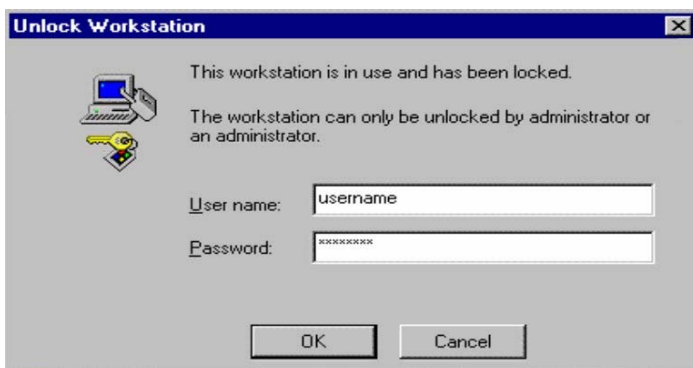 Unlock Workstation
This workstation is in use and has been locked.
The workstation can only be unlocked by administrator or
an administrator.
User name: username
Password: ××××××××
OK Cancel